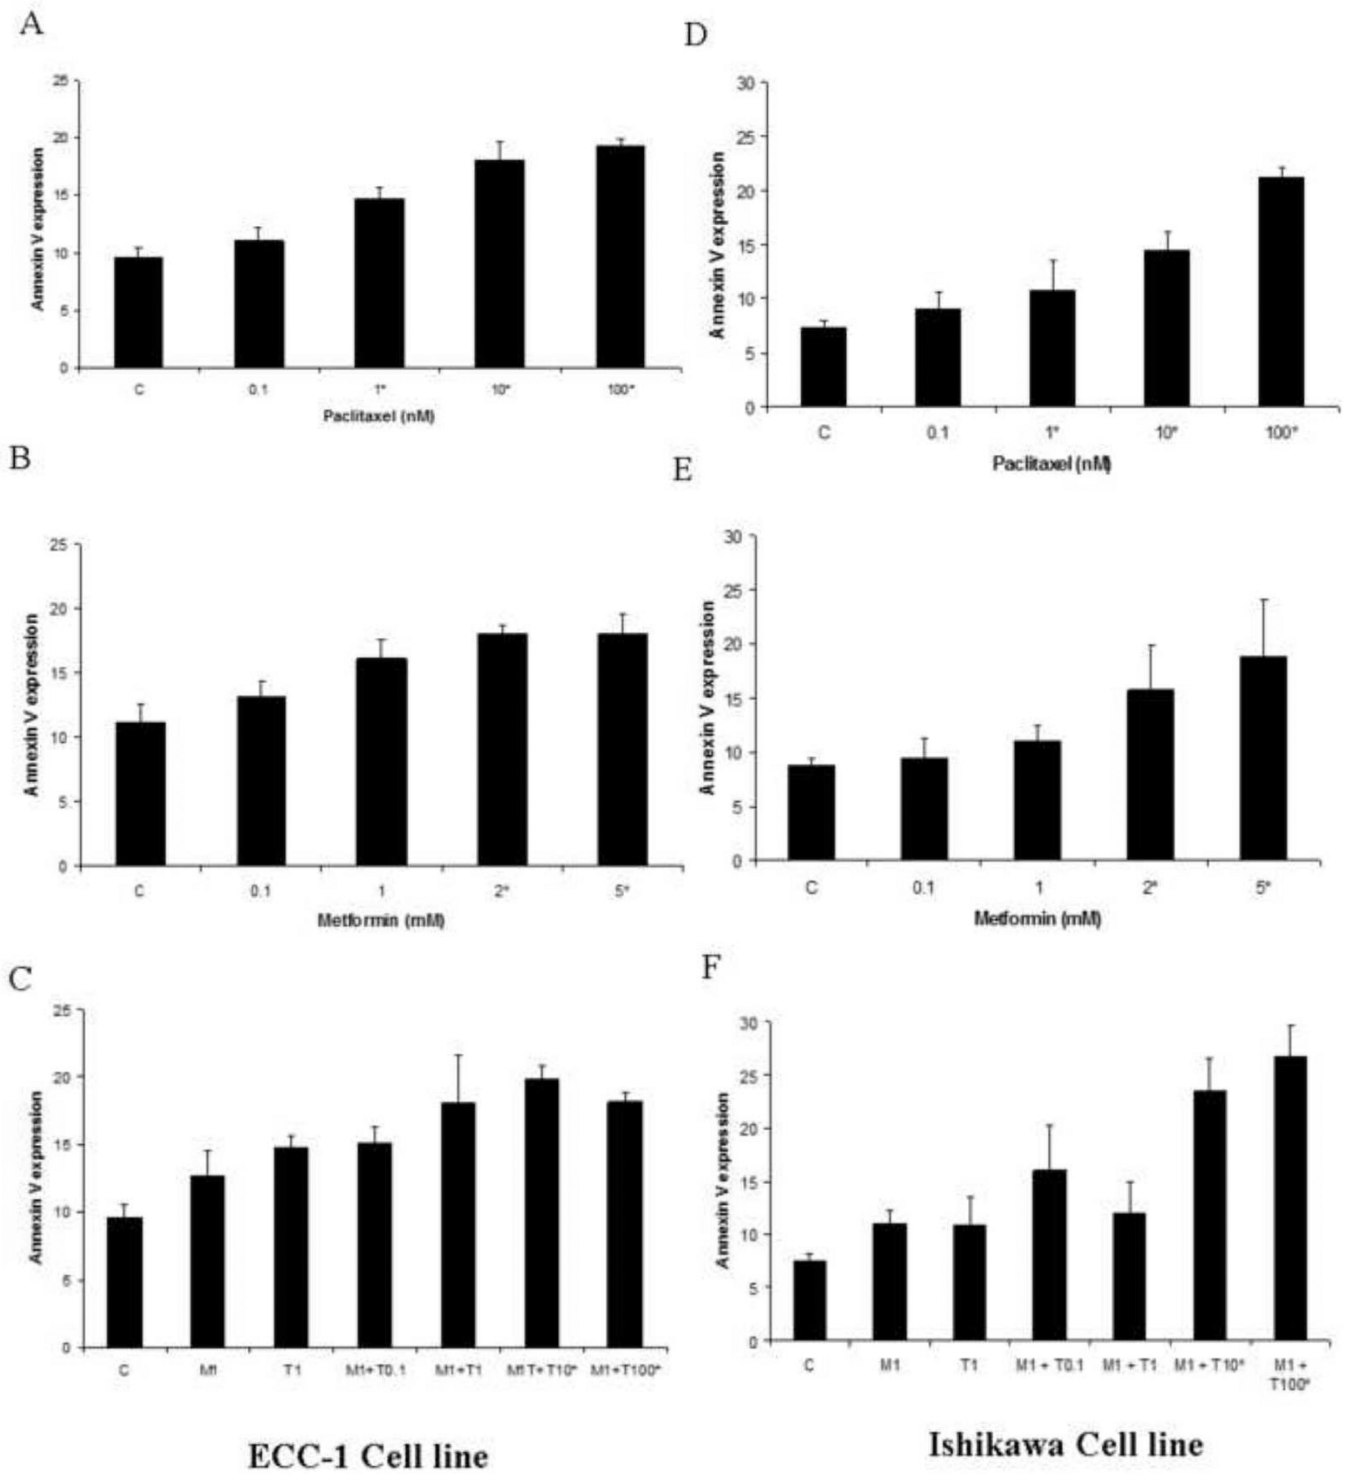 A
Annexin V expression
25
20
15
10
5
0
C 0.1 1* 10* 100*
Paclitaxel (nM)
D
Annexin V expression
30
25
20
15
10
5
0
C 0.1 1* 10* 100*
Paclitaxel (nM)
B
Annexin V expression
25
20
15
10
5
0
C 0.1 1 2* 5*
Metformin (mM)
E
Annexin V expression
30
25
20
15
10
5
0
C 0.1 1 2* 5*
Metformin (mM)
C
Annexin V expression
25
20
15
10
5
0
C M1 T1 M1+T0.1 M1+T1 M1T+T10* M1+T100*
ECC-1 Cell line
F
Annexin V expression
30
25
20
15
10
5
0
C M1 T1 M1 + T0.1 M1 + T1 M1 + T10* M1 +
T100*
Ishikawa Cell line